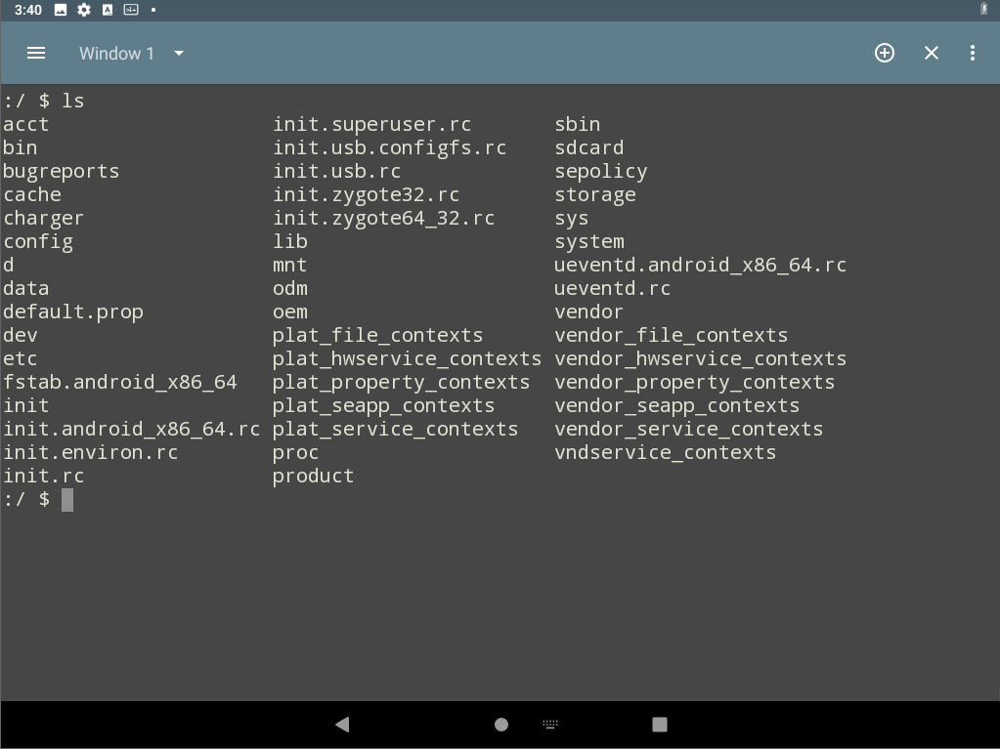 3:40
Window 1
:/ $ ls
acct init.superuser.rc sbin
bin init.usb.configfs.rc sdcard
bugreports init.usb.rc sepolicy
cache init.zygote32.rc storage
charger init.zygote64_32.rc sys
config lib system
d mnt ueventd.android_x86_64.rc
data odm ueventd.rc
default.prop oem vendor
dev plat_file_contexts vendor_file_contexts
etc plat_hwservice_contexts vendor_hwservice_contexts
fstab.android_x86_64 plat_property_contexts vendor_property_contexts
init plat_seapp_contexts vendor_seapp_contexts
init.android_x86_64.rc plat_service_contexts vendor_service_contexts
init.environ.rc proc vndservice_contexts
init.rc product
:/ $